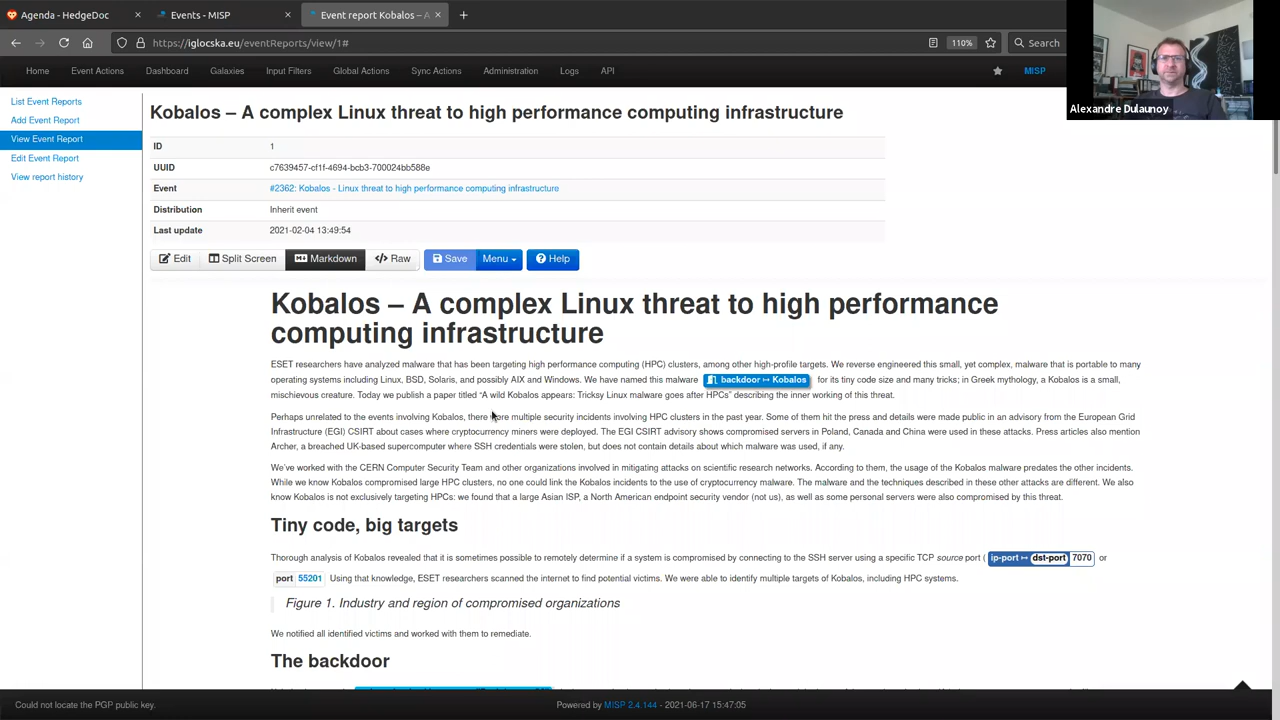 Agenda - HedgeDoc
Events - MISP
Event report Kobalos – A
https://iglocska.eu/eventReports/view/1#
110%
Search
Home
Event Actions
Dashboard
Galaxies
Input Filters
Global Actions
Sync Actions
Administration
Logs
API
MISP
Alexandre Dulaunoy
List Event Reports
Add Event Report
View Event Report
Edit Event Report
View report history
Kobalos – A complex Linux threat to high performance computing infrastructure
ID 1
UUID c7639457-cf1f-4694-bcb3-700024bb588e
Event #2362: Kobalos - Linux threat to high performance computing infrastructure
Distribution Inherit event
Last update 2021-02-04 13:49:54
Edit Split Screen Markdown Raw Save Menu Help
Kobalos – A complex Linux threat to high performance
computing infrastructure
ESET researchers have analyzed malware that has been targeting high performance computing (HPC) clusters, among other high-profile targets. We reverse engineered this small, yet complex, malware that is portable to many
operating systems including Linux, BSD, Solaris, and possibly AIX and Windows. We have named this malware backdoor ↦ Kobalos for its tiny code size and many tricks; in Greek mythology, a Kobalos is a small,
mischievous creature. Today we publish a paper titled “A wild Kobalos appears: Tricksy Linux malware goes after HPCs” describing the inner working of this threat.
Perhaps unrelated to the events involving Kobalos, there were multiple security incidents involving HPC clusters in the past year. Some of them hit the press and details were made public in an advisory from the European Grid
Infrastructure (EGI) CSIRT about cases where cryptocurrency miners were deployed. The EGI CSIRT advisory shows compromised servers in Poland, Canada and China were used in these attacks. Press articles also mention
Archer, a breached UK-based supercomputer where SSH credentials were stolen, but does not contain details about which malware was used, if any.
We’ve worked with the CERN Computer Security Team and other organizations involved in mitigating attacks on scientific research networks. According to them, the usage of the Kobalos malware predates the other incidents.
While we know Kobalos compromised large HPC clusters, no one could link the Kobalos incidents to the use of cryptocurrency malware. The malware and the techniques described in these other attacks are different. We also
know Kobalos is not exclusively targeting HPCs: we found that a large Asian ISP, a North American endpoint security vendor (not us), as well as some personal servers were also compromised by this threat.
Tiny code, big targets
Thorough analysis of Kobalos revealed that it is sometimes possible to remotely determine if a system is compromised by connecting to the SSH server using a specific TCP source port ( ip-port ↦ dst-port 7070 or
port 55201 Using that knowledge, ESET researchers scanned the internet to find potential victims. We were able to identify multiple targets of Kobalos, including HPC systems.
Figure 1. Industry and region of compromised organizations
We notified all identified victims and worked with them to remediate.
The backdoor
Could not locate the PGP public key.
Powered by MISP 2.4.144 - 2021-06-17 15:47:05